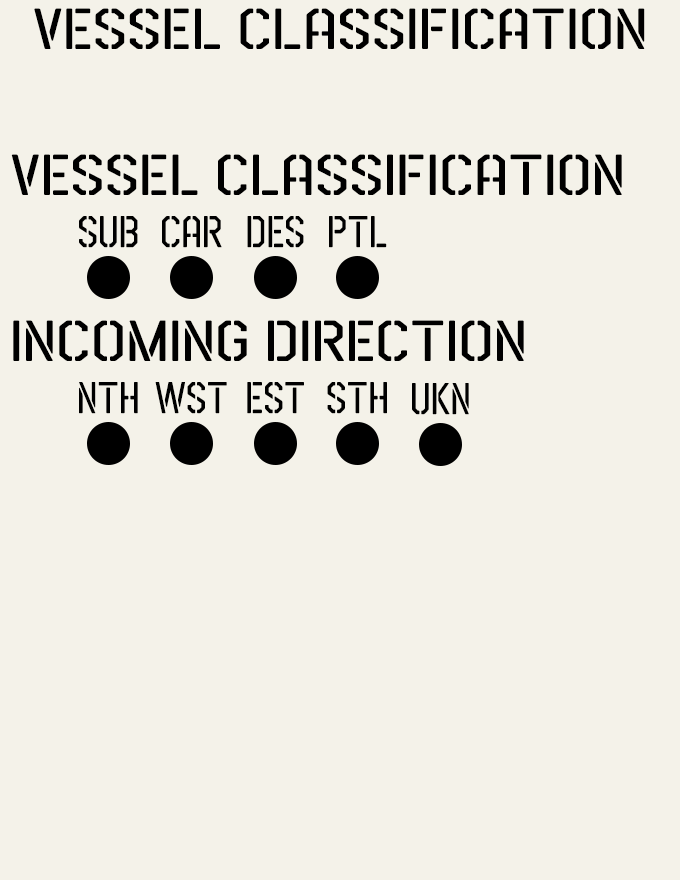 VESSEL CLASSIFICATION
VESSEL CLASSIFICATION
SUB CAR DES PTL
INCOMING DIRECTION
NTH WST EST STH UKN